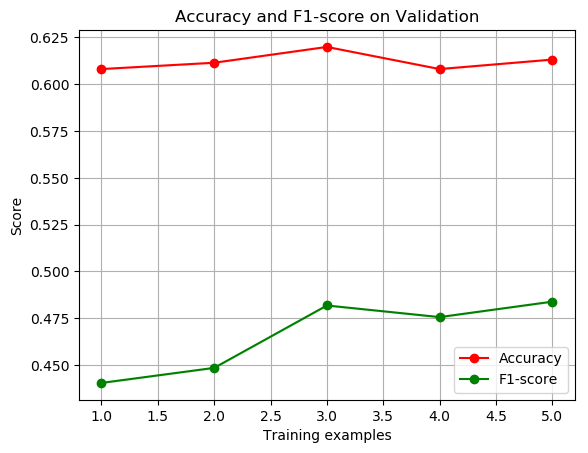 Accuracy and F1-score on Validation
0.625
0.600
0.575
0.550
0.525
0.500
0.475
0.450
Score
1.0 1.5 2.0 2.5 3.0 3.5 4.0 4.5 5.0
Training examples
Accuracy
F1-score